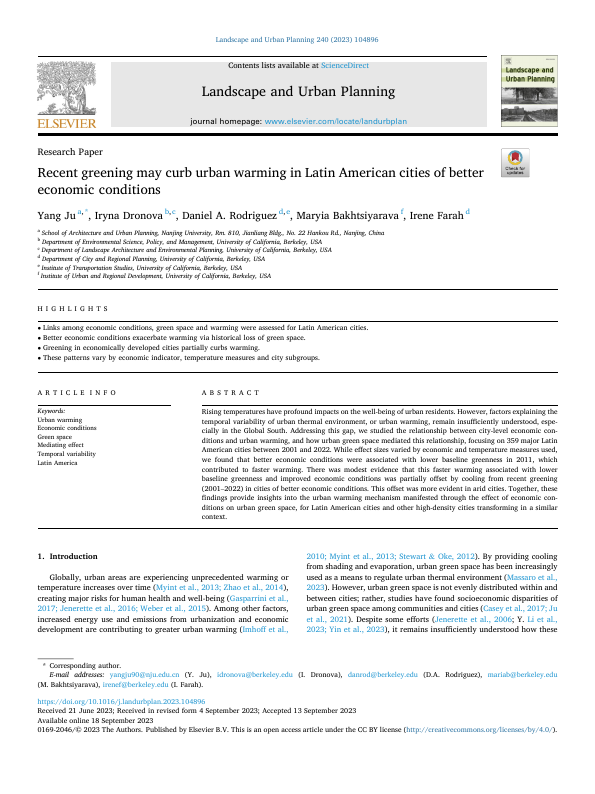 Landscape and Urban Planning 240 (2023) 104896
Contents lists available at ScienceDirect
Landscape and Urban Planning
journal homepage: www.elsevier.com/locate/landurbplan
ELSEVIER
Landscape and
Urban Planning
Check for
updates
Research Paper
Recent greening may curb urban warming in Latin American cities of better
economic conditions
Yang Ju a,*, Iryna Dronova b,c, Daniel A. Rodriguez d,e, Maryia Bakhtsiyarava f, Irene Farah d
a School of Architecture and Urban Planning, Nanjing University, Rm. 810, Jianliang Bldg., No. 22 Hankou Rd., Nanjing, China
b Department of Environmental Science, Policy, and Management, University of California, Berkeley, USA
c Department of Landscape Architecture and Environmental Planning, University of California, Berkeley, USA
d Department of City and Regional Planning, University of California, Berkeley, USA
e Institute of Transportation Studies, University of California, Berkeley, USA
f Institute of Urban and Regional Development, University of California, Berkeley, USA
HIGHLIGHTS
• Links among economic conditions, green space and warming were assessed for Latin American cities.
• Better economic conditions exacerbate warming via historical loss of green space.
• Greening in economically developed cities partially curbs warming.
• These patterns vary by economic indicator, temperature measures and city subgroups.
ARTICLE INFO
Keywords:
Urban warming
Economic conditions
Green space
Mediating effect
Temporal variability
Latin America
ABSTRACT
Rising temperatures have profound impacts on the well-being of urban residents. However, factors explaining the
temporal variability of urban thermal environment, or urban warming, remain insufficiently understood, espe-
cially in the Global South. Addressing this gap, we studied the relationship between city-level economic con-
ditions and urban warming, and how urban green space mediated this relationship, focusing on 359 major Latin
American cities between 2001 and 2022. While effect sizes varied by economic and temperature measures used,
we found that better economic conditions were associated with lower baseline greenness in 2011, which
contributed to faster warming. There was modest evidence that this faster warming associated with lower
baseline greenness and improved economic conditions was partially offset by cooling from recent greening
(2001–2022) in cities of better economic conditions. This offset was more evident in arid cities. Together, these
findings provide insights into the urban warming mechanism manifested through the effect of economic con-
ditions on urban green space, for Latin American cities and other high-density cities transforming in a similar
context.
1. Introduction
Globally, urban areas are experiencing unprecedented warming or
temperature increases over time (Myint et al., 2013; Zhao et al., 2014),
creating major risks for human health and well-being (Gasparrini et al.,
2017; Jenerette et al., 2016; Weber et al., 2015). Among other factors,
increased energy use and emissions from urbanization and economic
development are contributing to greater urban warming (Imhoff et al.,
2010; Myint et al., 2013; Stewart & Oke, 2012). By providing cooling
from shading and evaporation, urban green space has been increasingly
used as a means to regulate urban thermal environment (Massaro et al.,
2023). However, urban green space is not evenly distributed within and
between cities; rather, studies have found socioeconomic disparities of
urban green space among communities and cities (Casey et al., 2017; Ju
et al., 2021). Despite some efforts (Jenerette et al., 2006; Y. Li et al.,
2023; Yin et al., 2023), it remains insufficiently understood how these
* Corresponding author.
E-mail addresses: yangju90@nju.edu.cn (Y. Ju), idronova@berkeley.edu (I. Dronova), danrod@berkeley.edu (D.A. Rodriguez), mariab@berkeley.edu
(M. Bakhtsiyarava), irenef@berkeley.edu (I. Farah).
https://doi.org/10.1016/j.landurbplan.2023.104896
Received 21 June 2023; Received in revised form 4 September 2023; Accepted 13 September 2023
Available online 18 September 2023
0169-2046/© 2023 The Authors. Published by Elsevier B.V. This is an open access article under the CC BY license (http://creativecommons.org/licenses/by/4.0/).